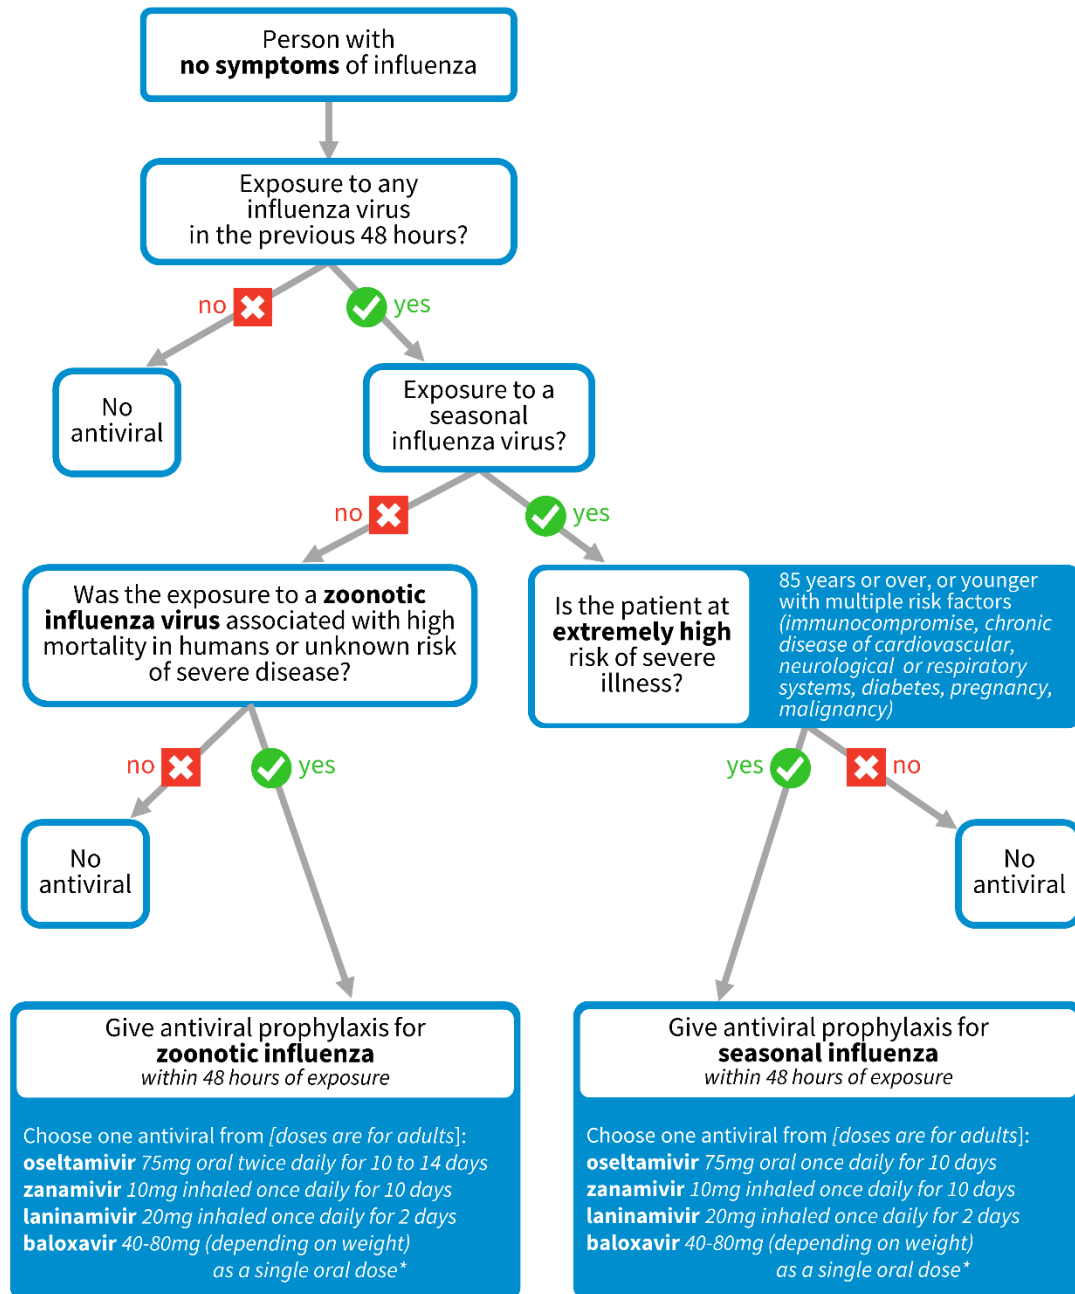 Person with
no symptoms of influenza
Exposure to any
influenza virus
in the previous 48 hours?
no
yes
No
antiviral
Exposure to a
seasonal
influenza virus?
no
yes
Was the exposure to a zoonotic
influenza virus associated with high
mortality in humans or unknown risk
of severe disease?
Is the patient at
extremely high
risk of severe
illness?
85 years or over, or younger
with multiple risk factors
(immunocompromise, chronic
disease of cardiovascular,
neurological or respiratory
systems, diabetes, pregnancy,
malignancy)
no
yes
yes
no
No
antiviral
No
antiviral
Give antiviral prophylaxis for
zoonotic influenza
within 48 hours of exposure
Choose one antiviral from [doses are for adults]:
oseltamivir 75mg oral twice daily for 10 to 14 days
zanamivir 10mg inhaled once daily for 10 days
laninamivir 20mg inhaled once daily for 2 days
baloxavir 40-80mg (depending on weight)
as a single oral dose*
Give antiviral prophylaxis for
seasonal influenza
within 48 hours of exposure
Choose one antiviral from [doses are for adults]:
oseltamivir 75mg oral once daily for 10 days
zanamivir 10mg inhaled once daily for 10 days
laninamivir 20mg inhaled once daily for 2 days
baloxavir 40-80mg (depending on weight)
as a single oral dose*